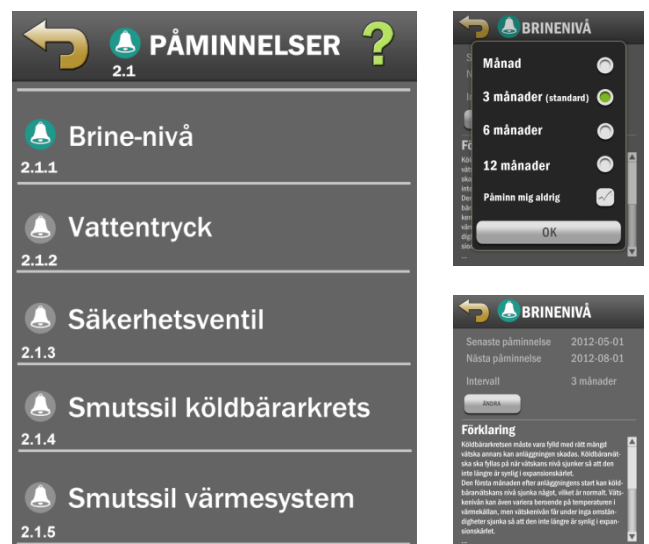 PÅMINNELSER ?
2.1
Brine-nivå
2.1.1
Vattentryck
2.1.2
Säkerhetsventil
2.1.3
Smutssil köldbärarkrets
2.1.4
Smutssil värmesystem
2.1.5
BRINENIVÅ
Månad
3 månader (standard)
6 månader
12 månader
Påminn mig aldrig
OK
BRINENIVÅ
Senaste påminnelse 2012-05-01
Nästa påminnelse 2012-08-01
Intervall 3 månader
ÄNDRA
Förklaring
Köldbärarkretsen måste vara fylld med rätt mängd
vätska annars kan anläggningen skadas. Köldbärarvät-
ska ska fyllas på när vätskans nivå sjunker så att den
inte längre är synlig i expansionskärlet.
Den första månaden efter anläggningens start kan köld-
bäranätskans nivå sjunka något, vilket är normalt. Väts-
kenivån kan även variera beroende på temperaturen i
värmekällan, men vätskenivån får under inga omstän-
digheter sjunka så att den inte längre är synlig i expan-
sionskärlet.
...